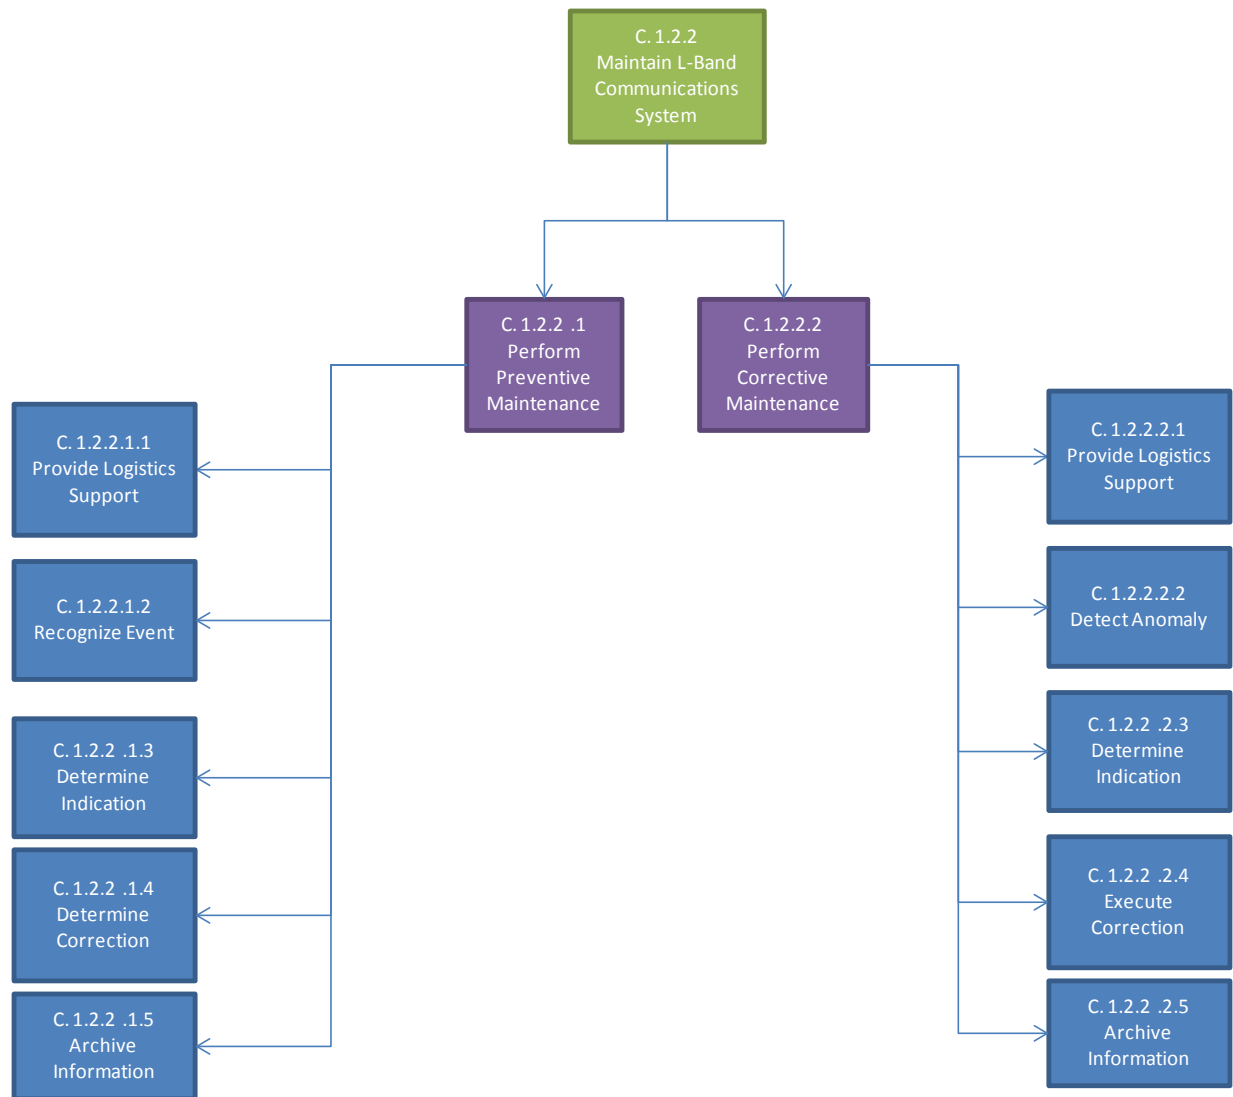 C. 1.2.2
Maintain L-Band
Communications
System
C. 1.2.2 .1
Perform
Preventive
Maintenance
C. 1.2.2.2
Perform
Corrective
Maintenance
C. 1.2.2.1.1
Provide Logistics
Support
C. 1.2.2.1.2
Recognize Event
C. 1.2.2 .1.3
Determine
Indication
C. 1.2.2 .1.4
Determine
Correction
C. 1.2.2 .1.5
Archive
Information
C. 1.2.2.2.1
Provide Logistics
Support
C. 1.2.2.2.2
Detect Anomaly
C. 1.2.2 .2.3
Determine
Indication
C. 1.2.2 .2.4
Execute
Correction
C. 1.2.2 .2.5
Archive
Information